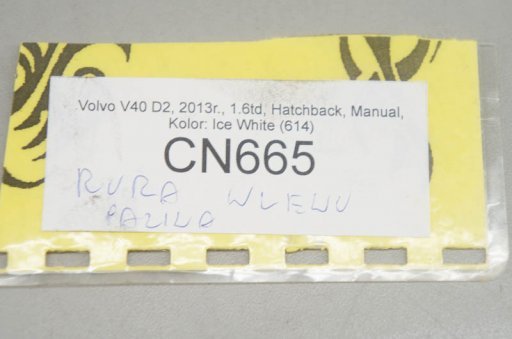 Volvo V40 D2, 2013r., 1.6td, Hatchback, Manual,
Kolor: Ice White (614)
CN665
RURA WLEWU
PALIWA